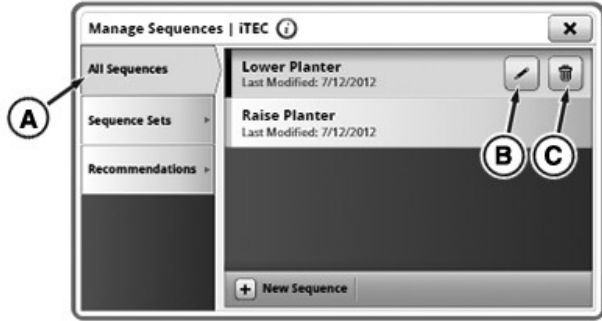 Manage Sequences | iTEC i
All Sequences
Sequence Sets
Recommendations
Lower Planter
Last Modified: 7/12/2012
Raise Planter
Last Modified: 7/12/2012
+ New Sequence
A
B
C